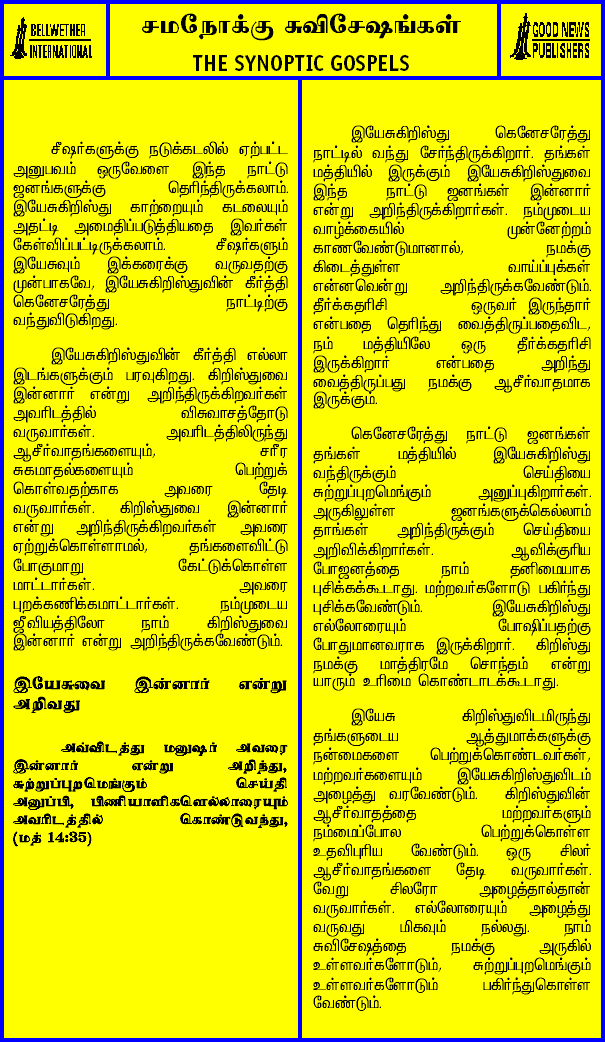 BELLWETHER
INTERNATIONAL
சமநோக்கு சுவிசேஷங்கள்
THE SYNOPTIC GOSPELS
GOOD NEWS
PUBLISHERS
சீஷர்களுக்கு நடுக்கடலில் ஏற்பட்ட
அனுபவம் ஒருவேளை இந்த நாட்டு
ஜனங்களுக்கு தெரிந்திருக்கலாம்.
இயேசுகிறிஸ்து காற்றையும் கடலையும்
அதட்டி அமைதிப்படுத்தியதை இவர்கள்
கேள்விப்பட்டிருக்கலாம். சீஷர்களும்
இயேசுவும் இக்கரைக்கு வருவதற்கு
முன்பாகவே, இயேசுகிறிஸ்துவின் கீர்த்தி
கெனேசரேத்து நாட்டிற்கு
வந்துவிடுகிறது.
இயேசுகிறிஸ்துவின் கீர்த்தி எல்லா
இடங்களுக்கும் பரவுகிறது. கிறிஸ்துவை
இன்னார் என்று அறிந்திருக்கிறவர்கள்
அவரிடத்தில் விசுவாசத்தோடு
வருவார்கள். அவரிடத்திலிருந்து
ஆசீர்வாதங்களையும், சரீர
சுகமாதல்களையும் பெற்றுக்
கொள்வதற்காக அவரை தேடி
வருவார்கள். கிறிஸ்துவை இன்னார்
என்று அறிந்திருக்கிறவர்கள் அவரை
ஏற்றுக்கொள்ளாமல், தங்களைவிட்டு
போகுமாறு கேட்டுக்கொள்ள
மாட்டார்கள். அவரை
புறக்கணிக்கமாட்டார்கள். நம்முடைய
ஜீவியத்திலோ நாம் கிறிஸ்துவை
இன்னார் என்று அறிந்திருக்கவேண்டும்.
இயேசுவை இன்னார் என்று
அறிவது
அவ்விடத்து மனுஷர் அவரை
இன்னார் என்று அறிந்து,
சுற்றுப்புறமெங்கும் செய்தி
அனுப்பி, பிணியாளிகளெல்லாரையும்
அவரிடத்தில் கொண்டுவந்து,
(மத் 14:35)
இயேசுகிறிஸ்து கெனேசரேத்து
நாட்டில் வந்து சேர்ந்திருக்கிறார். தங்கள்
மத்தியில் இருக்கும் இயேசுகிறிஸ்துவை
இந்த நாட்டு ஜனங்கள் இன்னார்
என்று அறிந்திருக்கிறார்கள். நம்முடைய
வாழ்க்கையில் முன்னேற்றம்
காணவேண்டுமானால், நமக்கு
கிடைத்துள்ள வாய்ப்புக்கள்
என்னவென்று அறிந்திருக்கவேண்டும்.
தீர்க்கதரிசி ஒருவர் இருந்தார்
என்பதை தெரிந்து வைத்திருப்பதைவிட,
நம் மத்தியிலே ஒரு தீர்க்கதரிசி
இருக்கிறார் என்பதை அறிந்து
வைத்திருப்பது நமக்கு ஆசீர்வாதமாக
இருக்கும்.
கெனேசரேத்து நாட்டு ஜனங்கள்
தங்கள் மத்தியில் இயேசுகிறிஸ்து
வந்திருக்கும் செய்தியை
சுற்றுப்புறமெங்கும் அனுப்புகிறார்கள்.
அருகிலுள்ள ஜனங்களுக்கெல்லாம்
தாங்கள் அறிந்திருக்கும் செய்தியை
அறிவிக்கிறார்கள். ஆவிக்குரிய
போஜனத்தை நாம் தனிமையாக
புசிக்கக்கூடாது. மற்றவர்களோடு பகிர்ந்து
புசிக்கவேண்டும். இயேசுகிறிஸ்து
எல்லோரையும் போஷிப்பதற்கு
போதுமானவராக இருக்கிறார். கிறிஸ்து
நமக்கு மாத்திரமே சொந்தம் என்று
யாரும் உரிமை கொண்டாடக்கூடாது.
இயேசு கிறிஸ்துவிடமிருந்து
தங்களுடைய ஆத்துமாக்களுக்கு
நன்மைகளை பெற்றுக்கொண்டவர்கள்,
மற்றவர்களையும் இயேசுகிறிஸ்துவிடம்
அழைத்து வரவேண்டும். கிறிஸ்துவின்
ஆசீர்வாதத்தை மற்றவர்களும்
நம்மைப்போல பெற்றுக்கொள்ள
உதவிபுரிய வேண்டும். ஒரு சிலர்
ஆசீர்வாதங்களை தேடி வருவார்கள்.
வேறு சிலரோ அழைத்தால்தான்
வருவார்கள். எல்லோரையும் அழைத்து
வருவது மிகவும் நல்லது. நாம்
சுவிசேஷத்தை நமக்கு அருகில்
உள்ளவர்களோடும், சுற்றுப்புறமெங்கும்
உள்ளவர்களோடும் பகிர்ந்துகொள்ள
வேண்டும்.